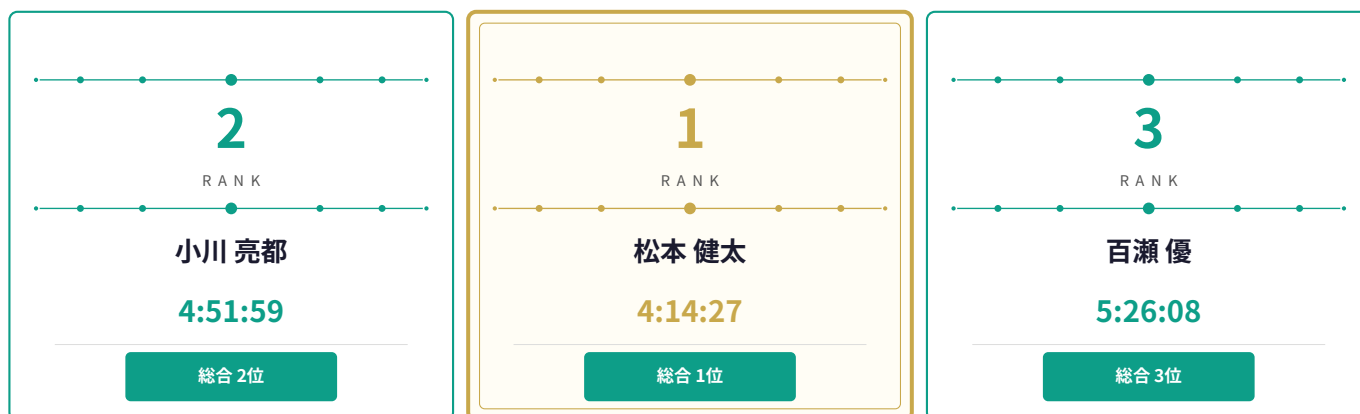 2
RANK
小川 亮都
4:51:59
総合 2位
1
RANK
松本 健太
4:14:27
総合 1位
3
RANK
百瀬 優
5:26:08
総合 3位